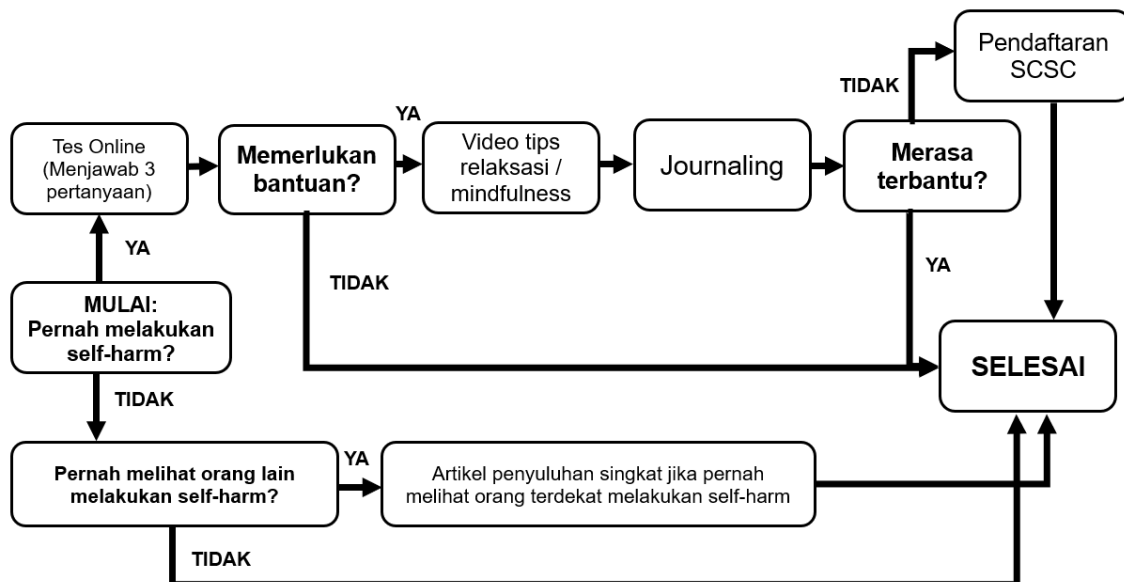 Pendaftaran
SCSC
TIDAK
YA
Tes Online
(Menjawab 3
pertanyaan)
Memerlukan
bantuan?
Video tips
relaksasi /
mindfulness
Journaling
Merasa
terbantu?
YA
TIDAK
YA
MULAI:
Pernah melakukan
self-harm?
SELESAI
TIDAK
Pernah melihat orang lain
melakukan self-harm?
YA
Artikel penyuluhan singkat jika pernah
melihat orang terdekat melakukan self-harm
TIDAK